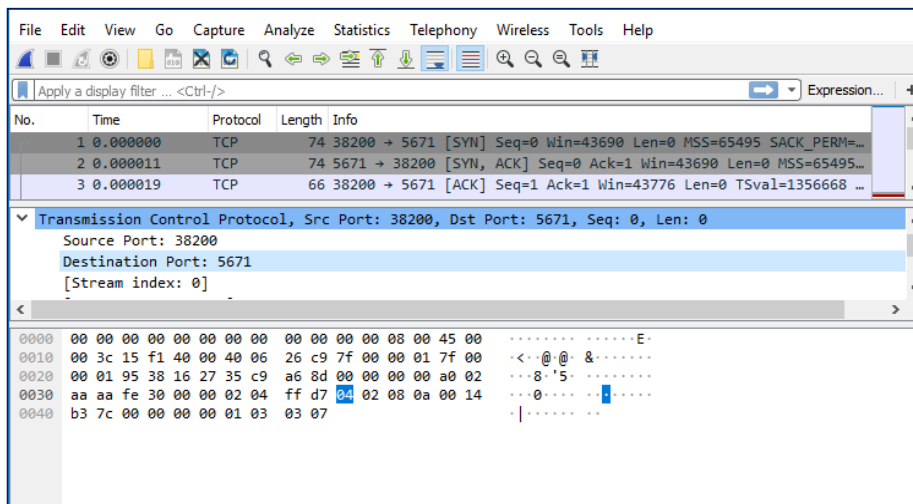 File Edit View Go Capture Analyze Statistics Telephony Wireless Tools Help
Apply a display filter ... <Ctrl-/> Expression... +
No. Time Protocol Length Info
1 0.000000 TCP 74 38200 → 5671 [SYN] Seq=0 Win=43690 Len=0 MSS=65495 SACK_PERM=…
2 0.000011 TCP 74 5671 → 38200 [SYN, ACK] Seq=0 Ack=1 Win=43690 Len=0 MSS=65495…
3 0.000019 TCP 66 38200 → 5671 [ACK] Seq=1 Ack=1 Win=43776 Len=0 TSval=1356668 …
Transmission Control Protocol, Src Port: 38200, Dst Port: 5671, Seq: 0, Len: 0
Source Port: 38200
Destination Port: 5671
[Stream index: 0]
0000 00 00 00 00 00 00 00 00 00 00 00 00 08 00 45 00 ········ ······E·
0010 00 3c 15 f1 40 00 40 06 26 c9 7f 00 00 01 7f 00 ·<··@·@· &·······
0020 00 01 95 38 16 27 35 c9 a6 8d 00 00 00 00 a0 02 ···8·'5· ········
0030 aa aa fe 30 00 00 02 04 ff d7 04 02 08 0a 00 14 ···0···· ········
0040 b3 7c 00 00 00 00 01 03 03 07 ·|······ ··